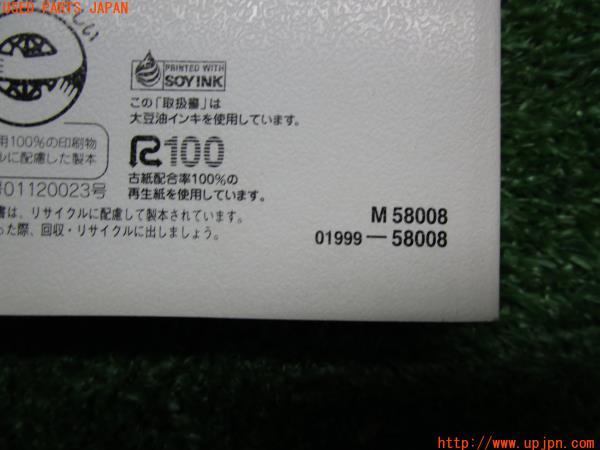 USED PARTS JAPAN
しい
PRINTED WITH
SOY INK
この「取扱書」は
大豆油インキを使用しています。
用100%の印刷物
ルに配慮した製本
R100
号01120023号
古紙配合率100%の
再生紙を使用しています。
書は、リサイクルに配慮して製本されています。
った際、回収・リサイクルに出しましょう。
M 58008
01999－58008
http://www.upjpn.com/